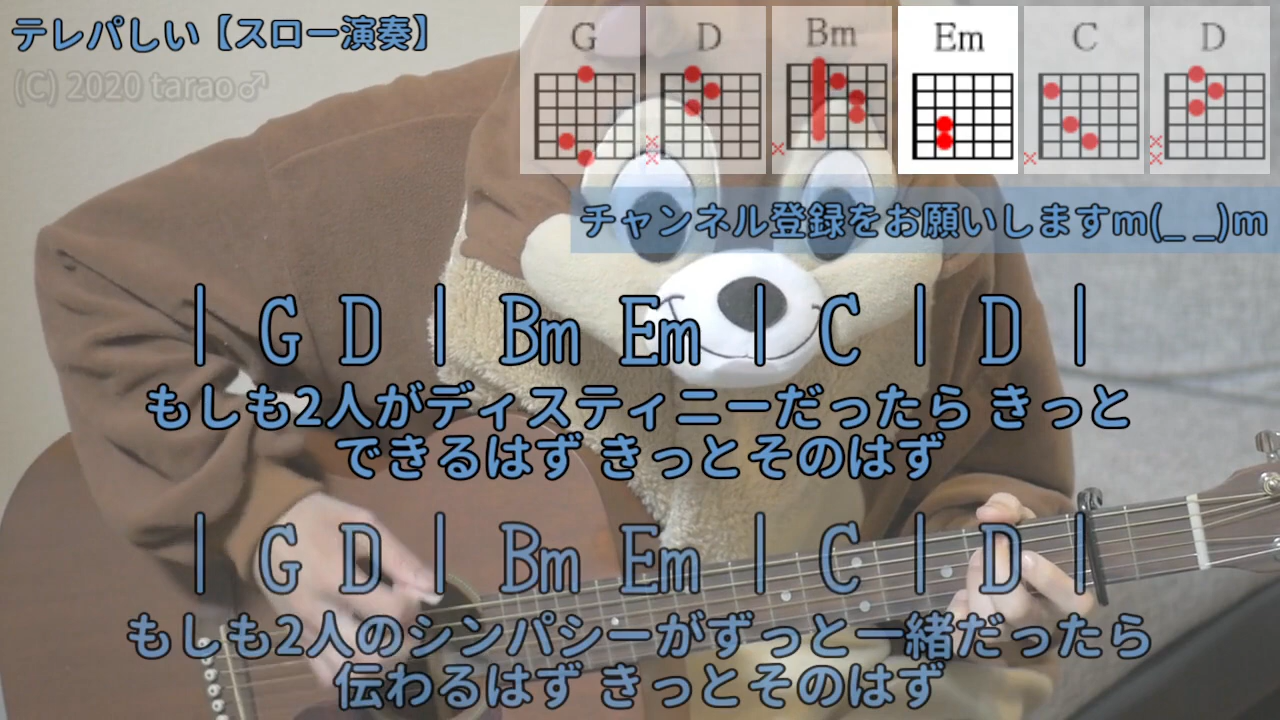 テレパしい【スロー演奏】
(C) 2020 tarao♂
G D Bm Em C D
チャンネル登録をお願いしますm(_ _)m
| G D | Bm Em | C | D |
もしも2人がディスティニーだったら きっと
できるはず きっとそのはず
| G D | Bm Em | C | D |
もしも2人のシンパシーがずっと一緒だったら
伝わるはず きっとそのはず